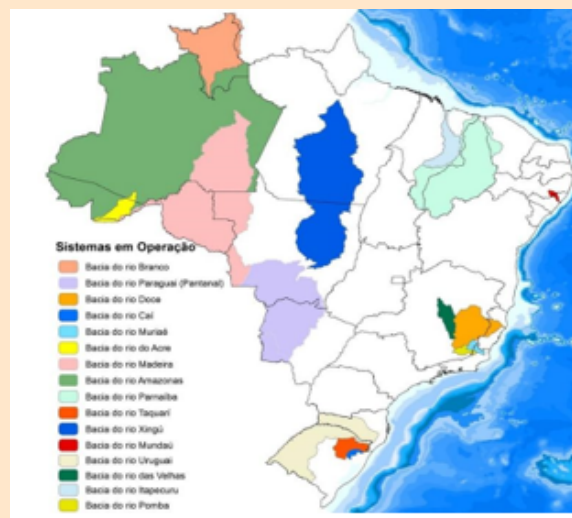 Sistemas em Operação
Bacia do rio Branco
Bacia do rio Paraguai (Pantanal)
Bacia do rio Doce
Bacia do rio Caí
Bacia do rio Muriaé
Bacia do rio do Acre
Bacia do rio Madeira
Bacia do rio Amazonas
Bacia do rio Parnaíba
Bacia do rio Taquari
Bacia do rio Xingú
Bacia do rio Mundaú
Bacia do rio Uruguai
Bacia do rio das Velhas
Bacia do rio Itapecuru
Bacia do rio Pomba